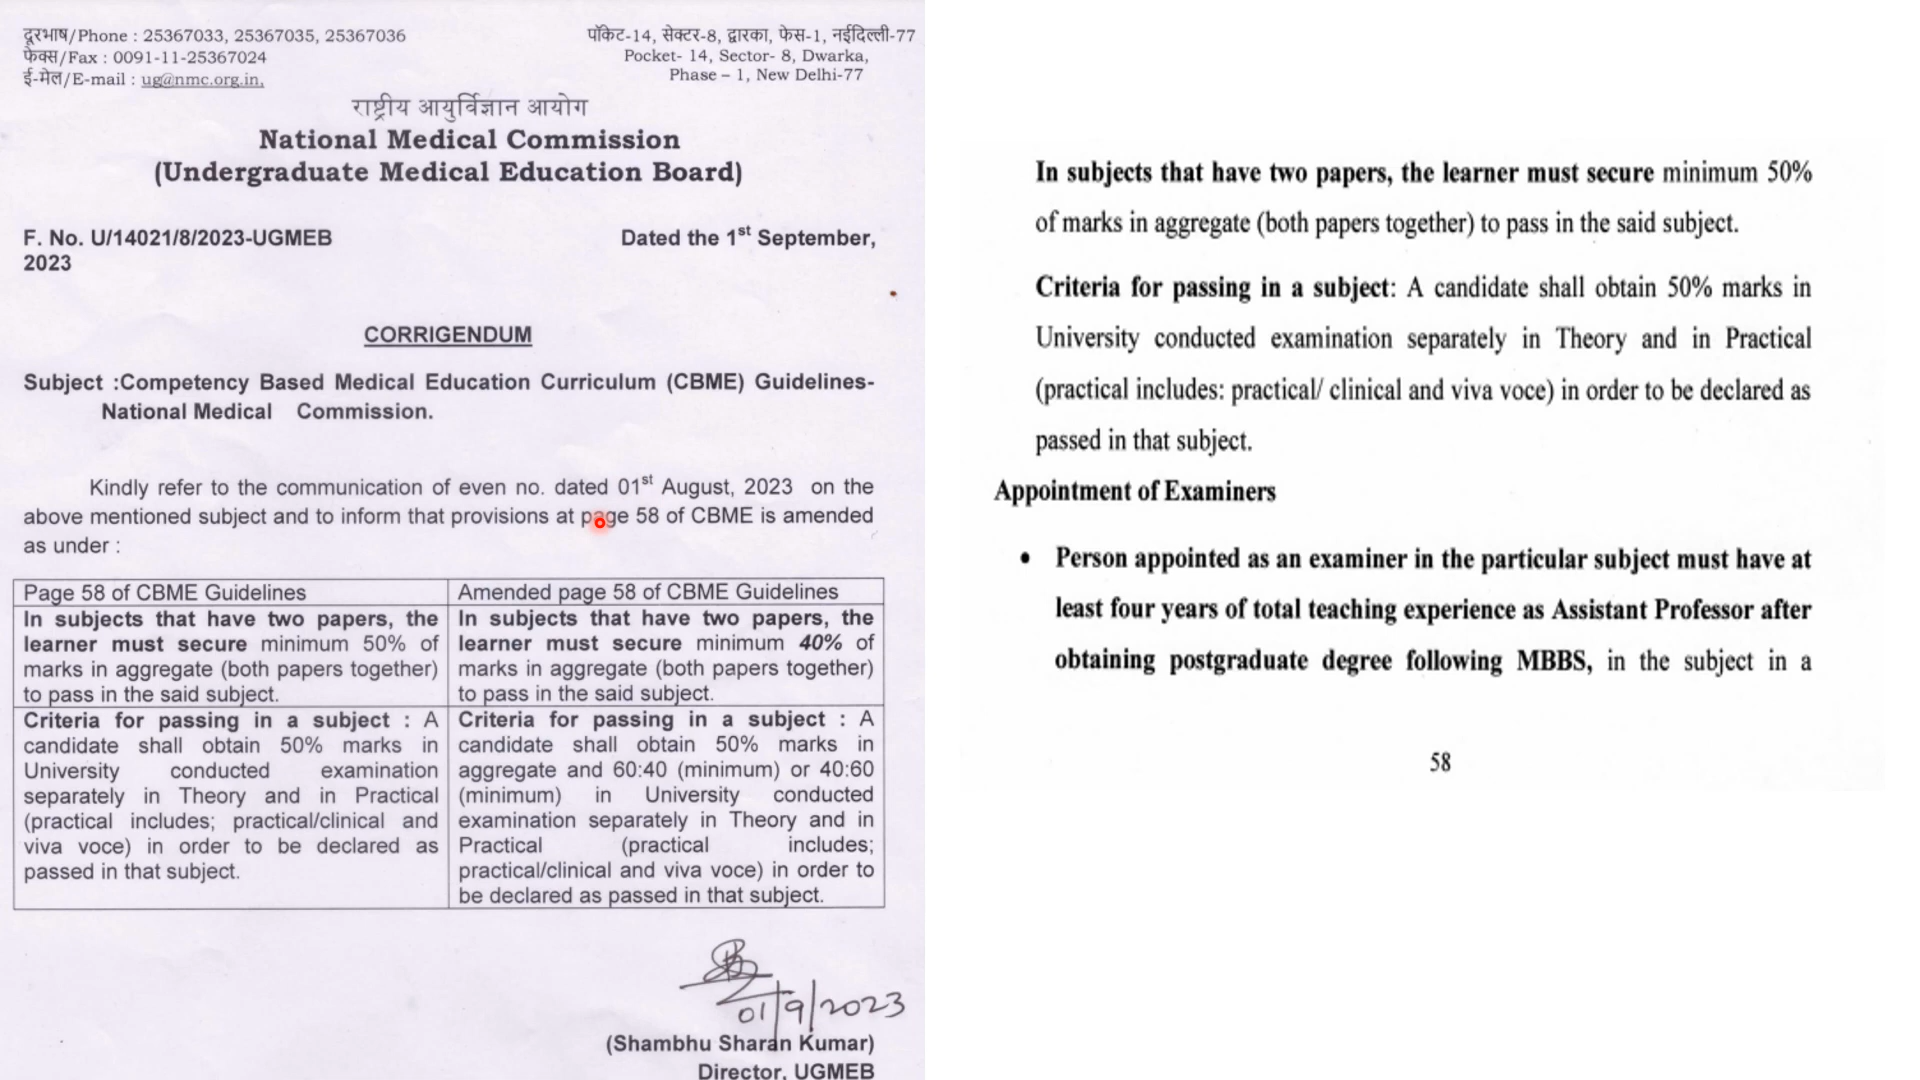 दूरभाष/Phone : 25367033, 25367035, 25367036
फेक्स/Fax : 0091-11-25367024
ई-मेल/E-mail : ug@nmc.org.in,
पॉकेट-14, सेक्टर-8, द्वारका, फेस-1, नईदिल्ली-77
Pocket- 14, Sector- 8, Dwarka,
Phase – 1, New Delhi-77
राष्ट्रीय आयुर्विज्ञान आयोग
National Medical Commission
(Undergraduate Medical Education Board)
F. No. U/14021/8/2023-UGMEB Dated the 1st September,
2023
CORRIGENDUM
Subject :Competency Based Medical Education Curriculum (CBME) Guidelines-
National Medical Commission.
Kindly refer to the communication of even no. dated 01st August, 2023 on the
above mentioned subject and to inform that provisions at page 58 of CBME is amended
as under :
Page 58 of CBME Guidelines
In subjects that have two papers, the
learner must secure minimum 50% of
marks in aggregate (both papers together)
to pass in the said subject.
Criteria for passing in a subject : A
candidate shall obtain 50% marks in
University conducted examination
separately in Theory and in Practical
(practical includes; practical/clinical and
viva voce) in order to be declared as
passed in that subject.
Amended page 58 of CBME Guidelines
In subjects that have two papers, the
learner must secure minimum 40% of
marks in aggregate (both papers together)
to pass in the said subject.
Criteria for passing in a subject : A
candidate shall obtain 50% marks in
aggregate and 60:40 (minimum) or 40:60
(minimum) in University conducted
examination separately in Theory and in
Practical (practical includes;
practical/clinical and viva voce) in order to
be declared as passed in that subject.
01/9/2023
(Shambhu Sharan Kumar)
Director, UGMEB
In subjects that have two papers, the learner must secure minimum 50%
of marks in aggregate (both papers together) to pass in the said subject.
Criteria for passing in a subject: A candidate shall obtain 50% marks in
University conducted examination separately in Theory and in Practical
(practical includes: practical/ clinical and viva voce) in order to be declared as
passed in that subject.
Appointment of Examiners
• Person appointed as an examiner in the particular subject must have at
least four years of total teaching experience as Assistant Professor after
obtaining postgraduate degree following MBBS, in the subject in a
58